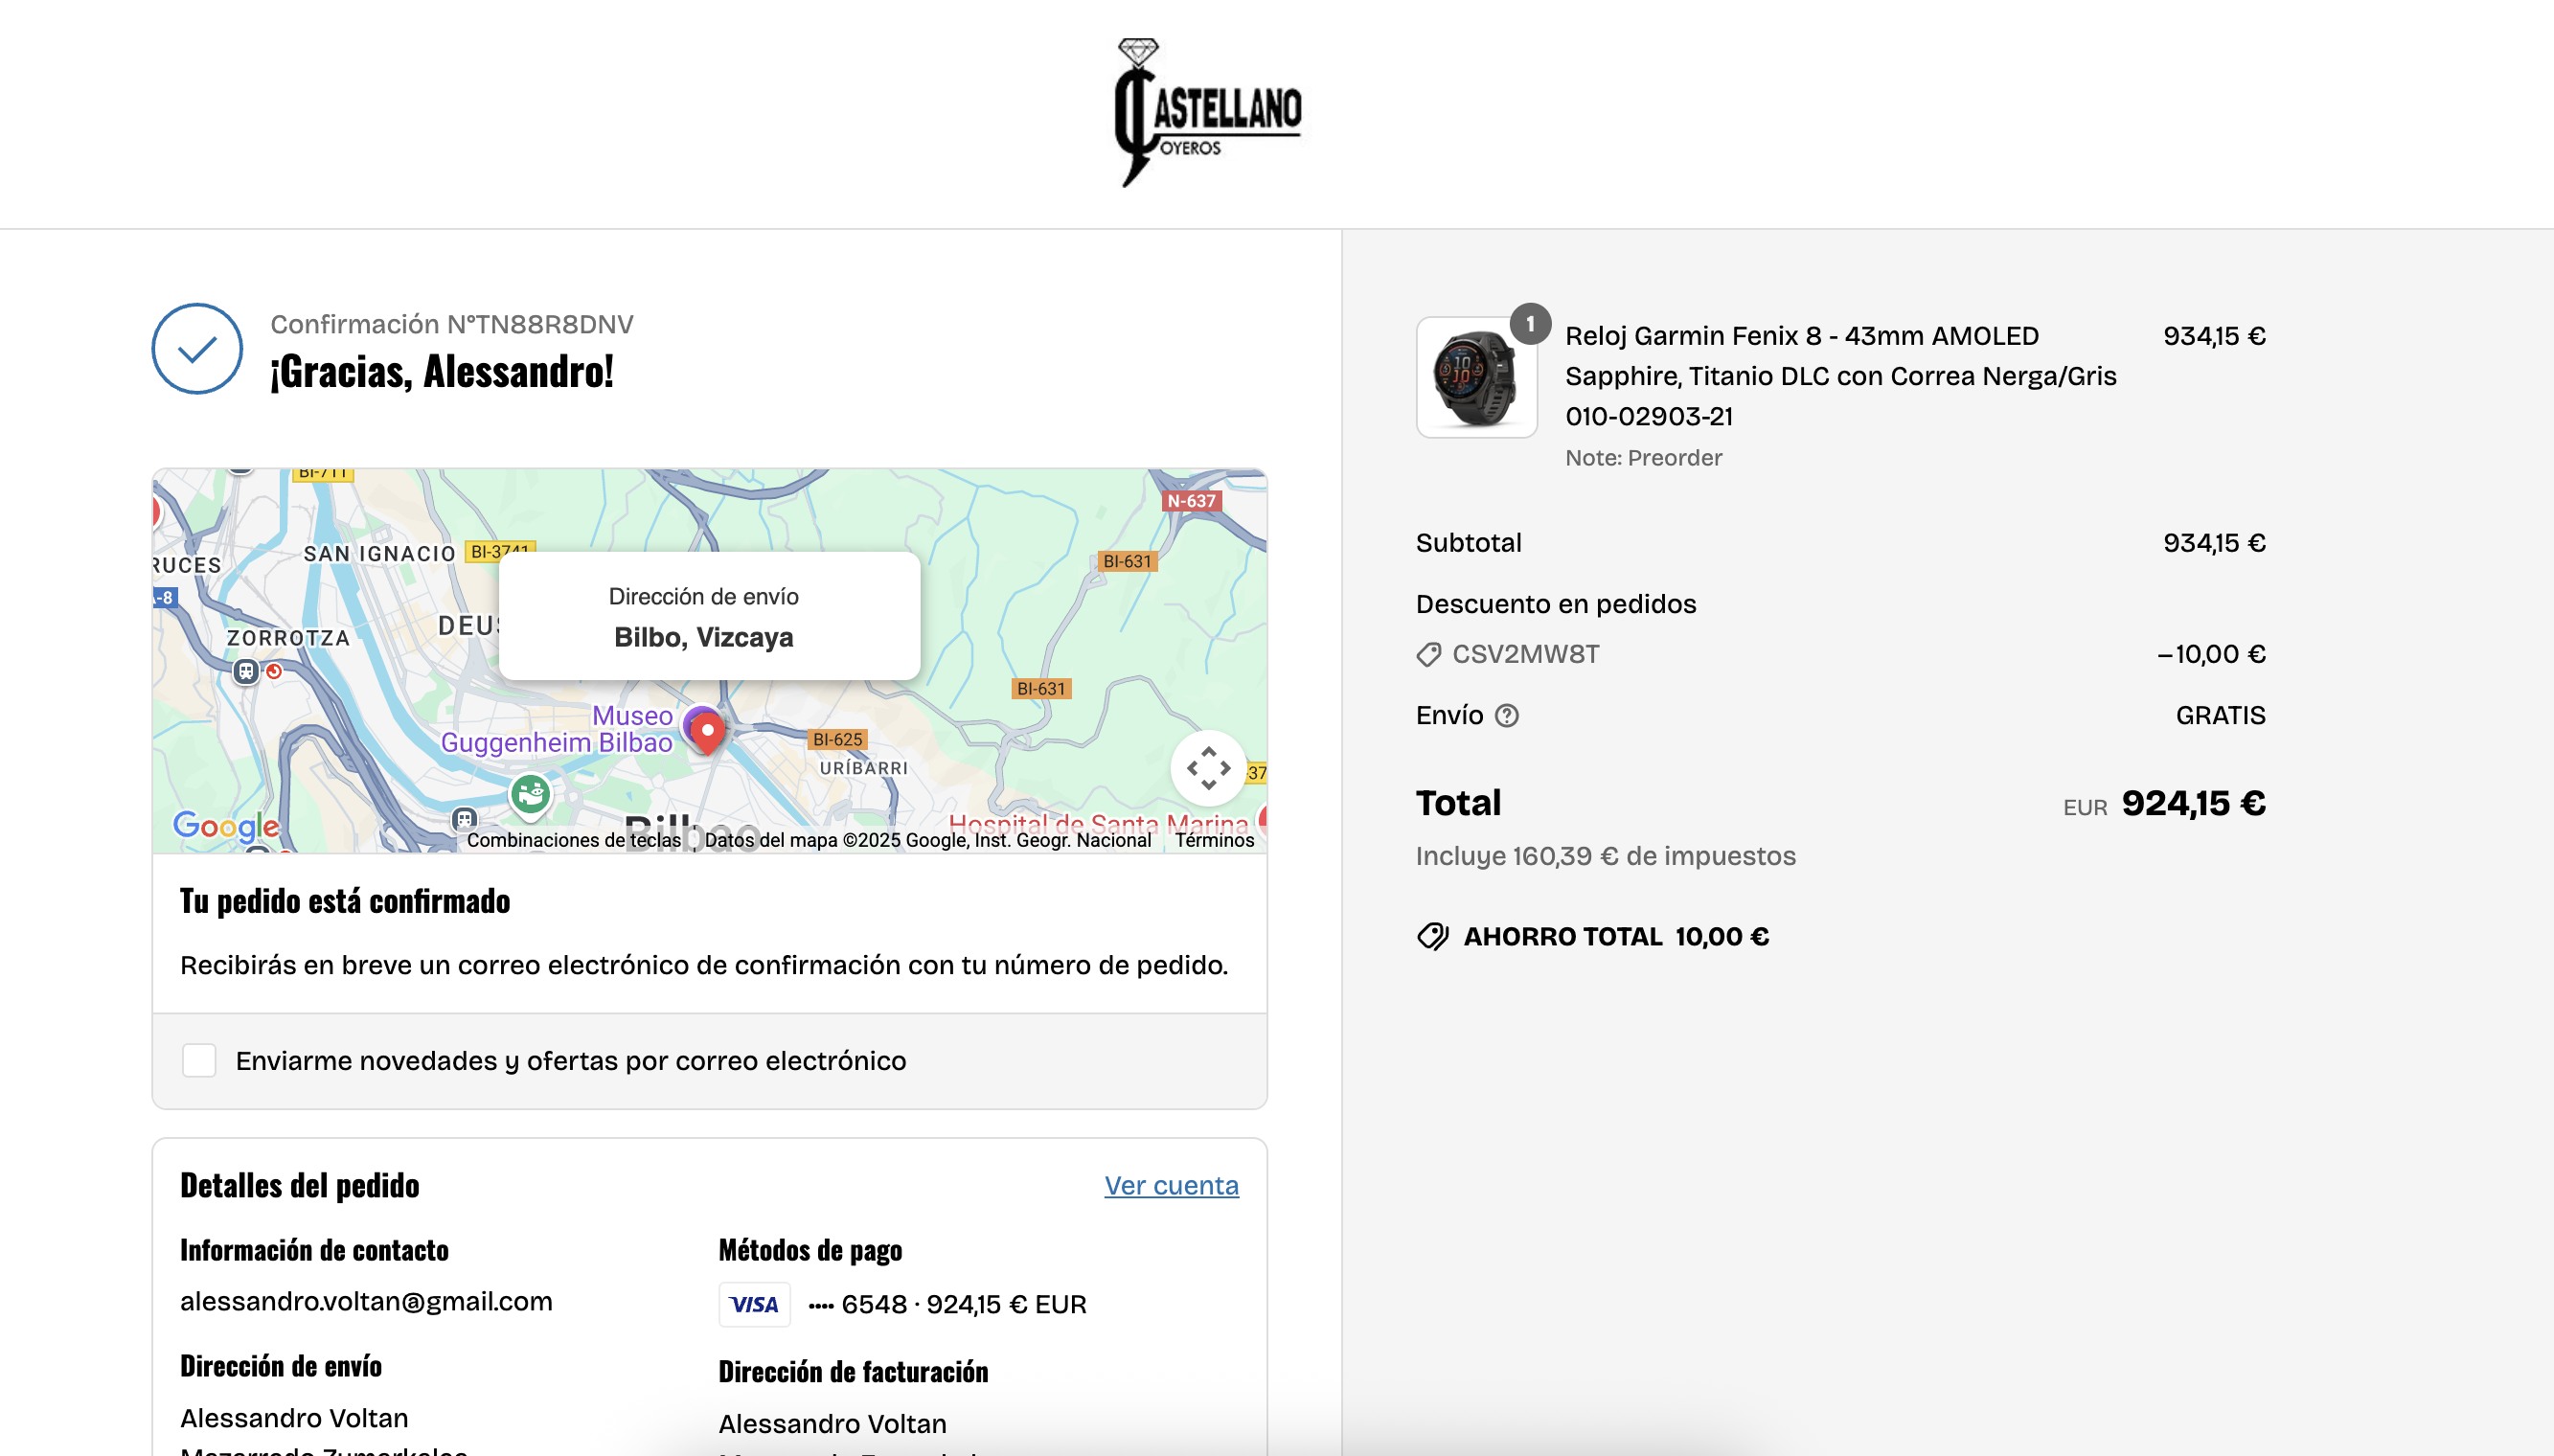 CASTELLANO
JOYEROS
Confirmación N°TN88R8DNV
¡Gracias, Alessandro!
BI-711
N-637
SAN IGNACIO
BI-3741
BI-631
RUCES
-8
Dirección de envío
Bilbo, Vizcaya
ZORROTZA
DEUS
BI-631
Museo
Guggenheim Bilbao
BI-625
URÍBARRI
37
Hospital de Santa Marina
Google
Bilbao
Combinaciones de teclas
Datos del mapa ©2025 Google, Inst. Geogr. Nacional
Términos
Tu pedido está confirmado
Recibirás en breve un correo electrónico de confirmación con tu número de pedido.
Enviarme novedades y ofertas por correo electrónico
Detalles del pedido
Ver cuenta
Información de contacto
alessandro.voltan@gmail.com
Dirección de envío
Alessandro Voltan
Métodos de pago
VISA •••• 6548 · 924,15 € EUR
Dirección de facturación
Alessandro Voltan
1
Reloj Garmin Fenix 8 - 43mm AMOLED 934,15 €
Sapphire, Titanio DLC con Correa Nerga/Gris
010-02903-21
Note: Preorder
Subtotal 934,15 €
Descuento en pedidos
CSV2MW8T –10,00 €
Envío GRATIS
Total EUR 924,15 €
Incluye 160,39 € de impuestos
AHORRO TOTAL 10,00 €